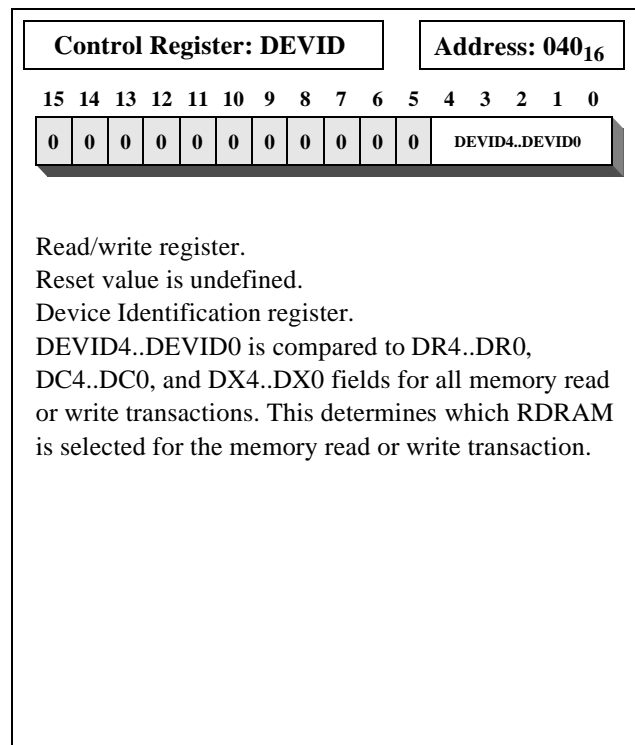 Control Register: DEVID Address: 040₁₆
15 14 13 12 11 10 9 8 7 6 5 4 3 2 1 0
0 0 0 0 0 0 0 0 0 0 0 DEVID4..DEVID0
Read/write register.
Reset value is undefined.
Device Identification register.
DEVID4..DEVID0 is compared to DR4..DR0,
DC4..DC0, and DX4..DX0 fields for all memory read
or write transactions. This determines which RDRAM
is selected for the memory read or write transaction.